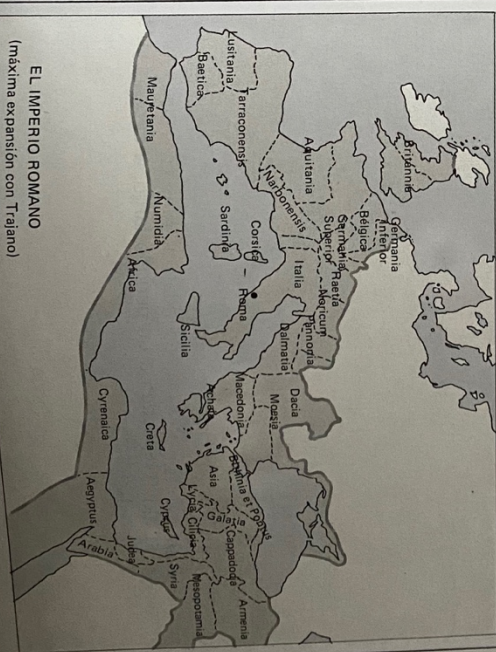 Britannia
Germania
Inferior
Bélgica
Germania
Superior
Raetia
Noricum
Pannonia
Dalmatia
Aquitania
Narbonensis
Lusitania
Tarraconensis
Baetica
Italia
Corsica
Roma
Sardinia
Sicilia
Dacia
Moesia
Macedonia
Achaia
Creta
Bithinia et Pontus
Asia
Galatia
Cappadocia
Armenia
Lycia
Cilicia
Cyprus
Mesopotamia
Syria
Judea
Arabia
Aegyptus
Cyrenaica
Africa
Numidia
Mauretania
EL IMPERIO ROMANO
(máxima expansión con Trajano)